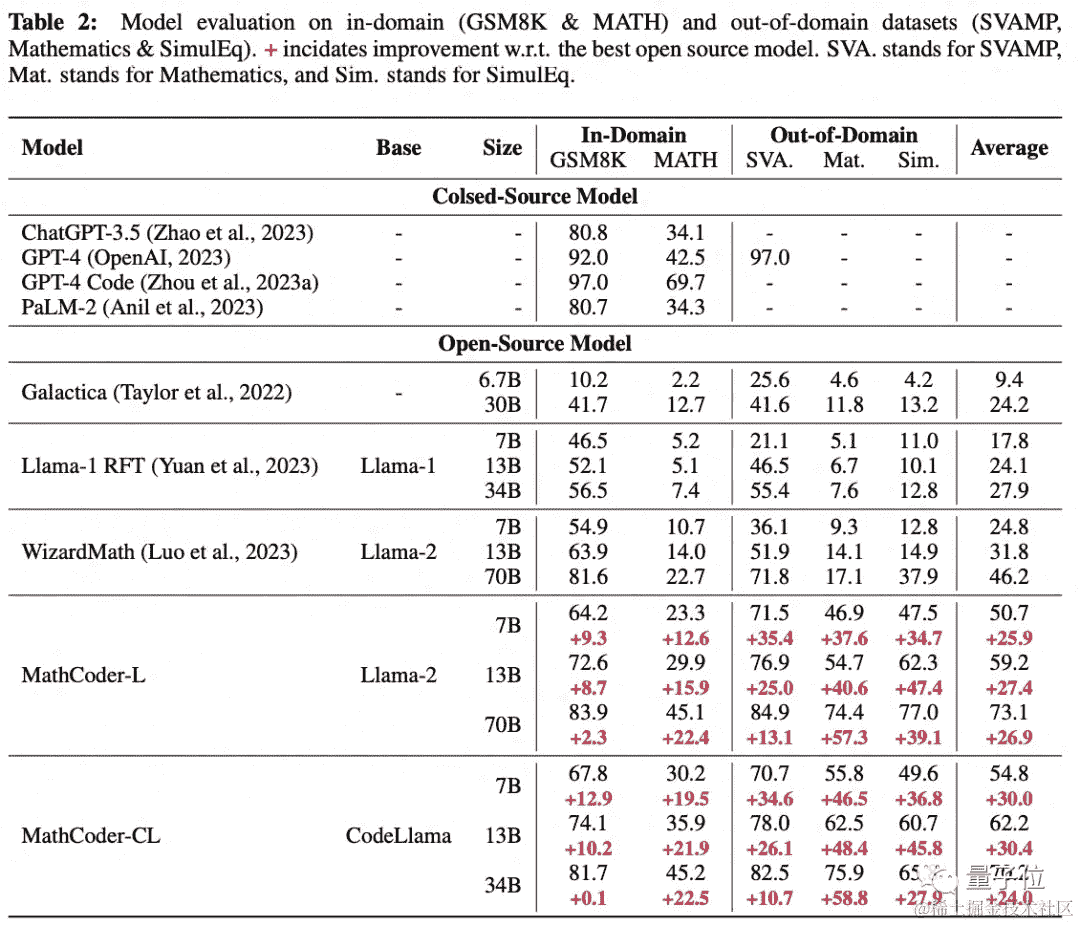 Table 2: Model evaluation on in-domain (GSM8K & MATH) and out-of-domain datasets (SVAMP,
Mathematics & SimulEq). + incidates improvement w.r.t. the best open source model. SVA. stands for SVAMP,
Mat. stands for Mathematics, and Sim. stands for SimulEq.
Model Base Size In-Domain Out-of-Domain Average
GSM8K MATH SVA. Mat. Sim.
Colsed-Source Model
ChatGPT-3.5 (Zhao et al., 2023) - - 80.8 34.1 - - - -
GPT-4 (OpenAI, 2023) - - 92.0 42.5 97.0 - - -
GPT-4 Code (Zhou et al., 2023a) - - 97.0 69.7 - - - -
PaLM-2 (Anil et al., 2023) - - 80.7 34.3 - - - -
Open-Source Model
Galactica (Taylor et al., 2022) - 6.7B 10.2 2.2 25.6 4.6 4.2 9.4
30B 41.7 12.7 41.6 11.8 13.2 24.2
7B 46.5 5.2 21.1 5.1 11.0 17.8
Llama-1 RFT (Yuan et al., 2023) Llama-1 13B 52.1 5.1 46.5 6.7 10.1 24.1
34B 56.5 7.4 55.4 7.6 12.8 27.9
7B 54.9 10.7 36.1 9.3 12.8 24.8
WizardMath (Luo et al., 2023) Llama-2 13B 63.9 14.0 51.9 14.1 14.9 31.8
70B 81.6 22.7 71.8 17.1 37.9 46.2
7B 64.2 23.3 71.5 46.9 47.5 50.7
+9.3 +12.6 +35.4 +37.6 +34.7 +25.9
MathCoder-L Llama-2 13B 72.6 29.9 76.9 54.7 62.3 59.2
+8.7 +15.9 +25.0 +40.6 +47.4 +27.4
70B 83.9 45.1 84.9 74.4 77.0 73.1
+2.3 +22.4 +13.1 +57.3 +39.1 +26.9
7B 67.8 30.2 70.7 55.8 49.6 54.8
+12.9 +19.5 +34.6 +46.5 +36.8 +30.0
MathCoder-CL CodeLlama 13B 74.1 35.9 78.0 62.5 60.7 62.2
+10.2 +21.9 +26.1 +48.4 +45.8 +30.4
34B 81.7 45.2 82.5 75.9
+0.1 +22.5 +10.7 +58.8 +27.9 +24.0
量子位
@稀土掘金技术社区